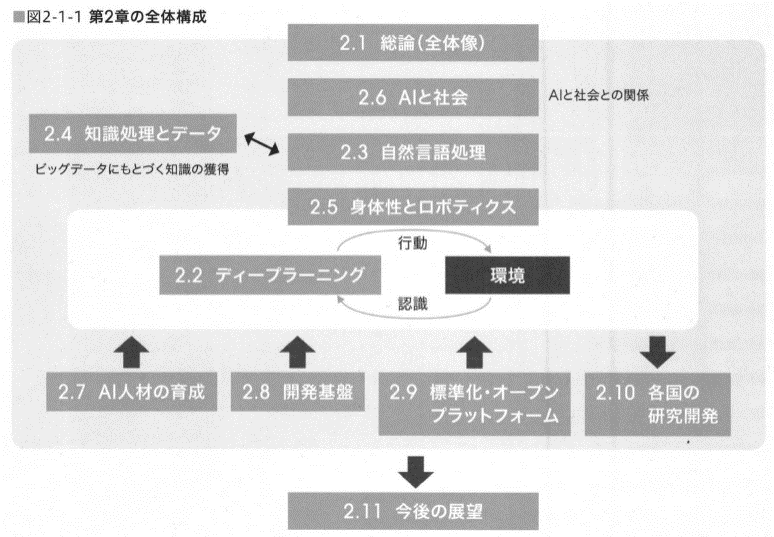 ■図2-1-1 第2章の全体構成
2.1 総論（全体像）
2.6 AIと社会
AIと社会との関係
2.4 知識処理とデータ
ビッグデータにもとづく知識の獲得
2.3 自然言語処理
2.5 身体性とロボティクス
行動
2.2 ディープラーニング
環境
認識
2.7 AI人材の育成
2.8 開発基盤
2.9 標準化・オープン
プラットフォーム
2.10 各国の
研究開発
2.11 今後の展望